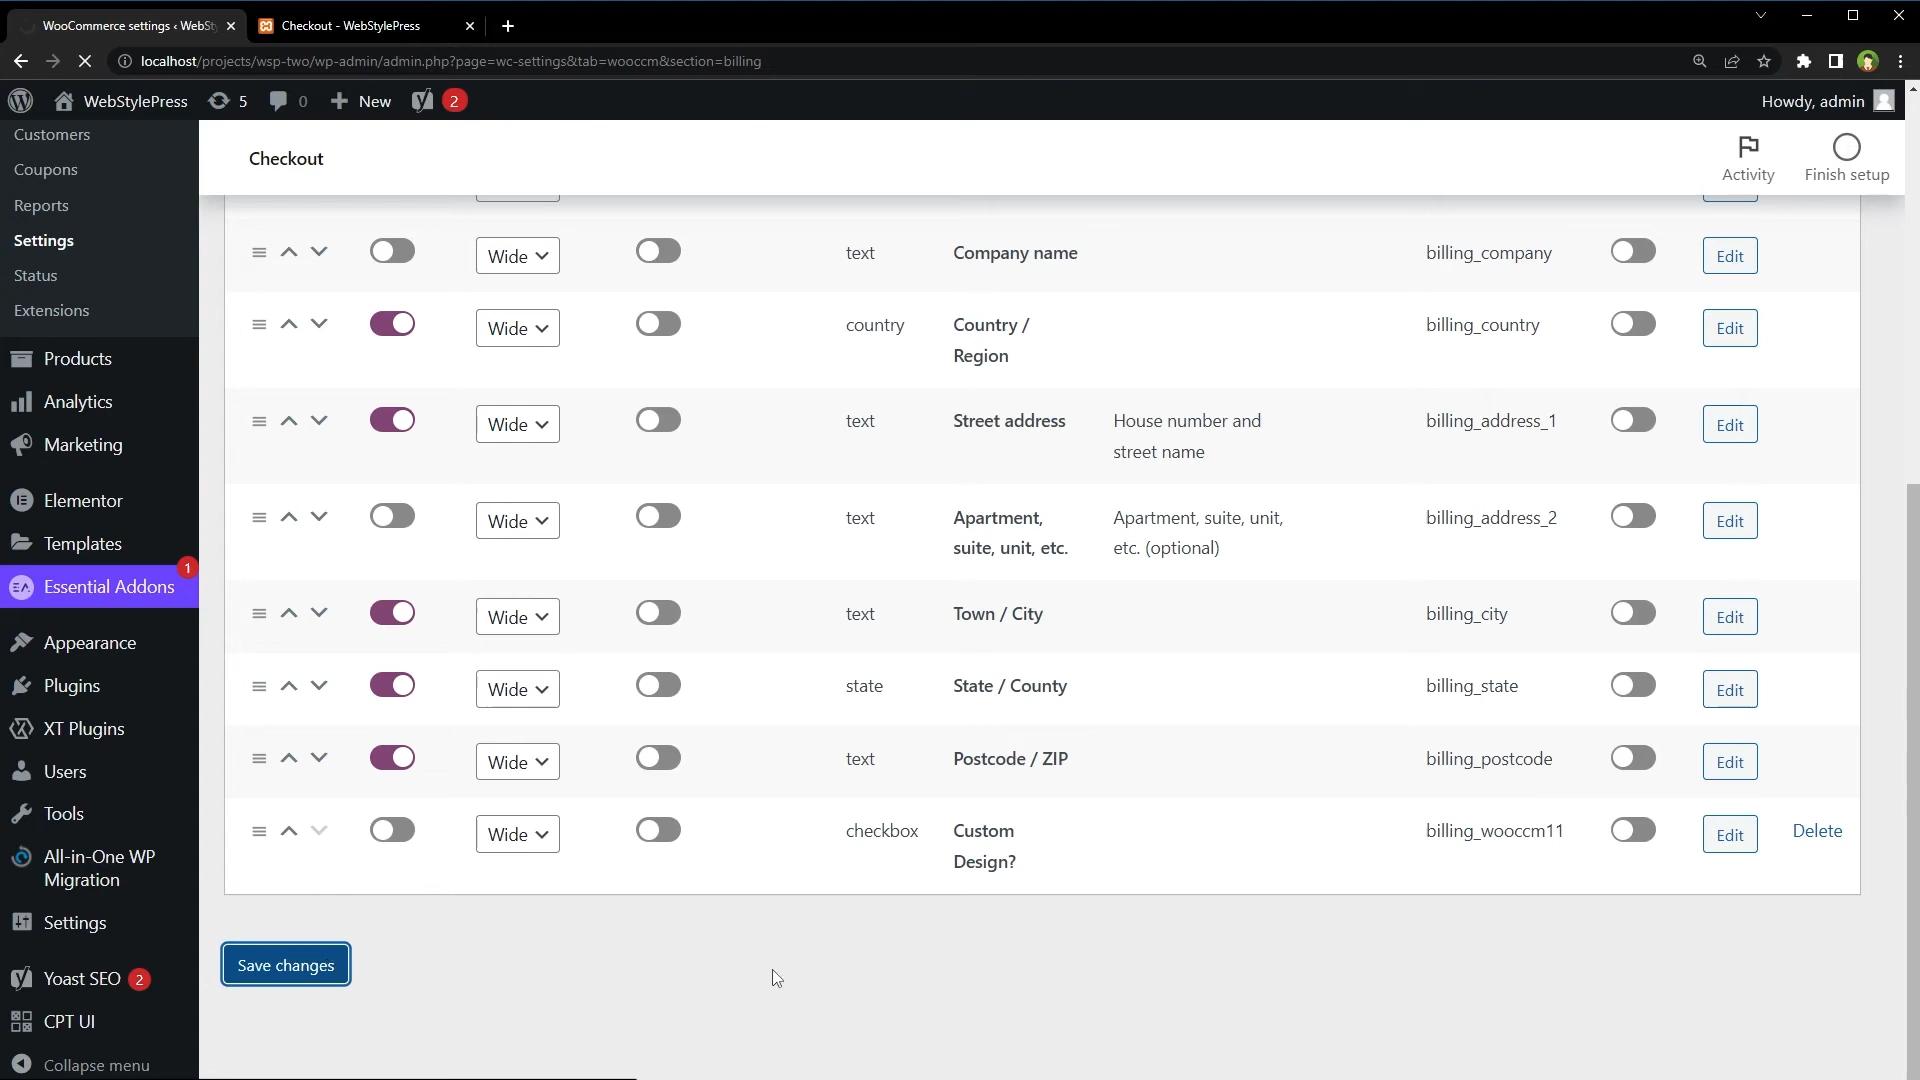 WooCommerce settings ‹ WebSt
Checkout - WebStylePress
localhost/projects/wsp-two/wp-admin/admin.php?page=wc-settings&tab=wooccm&section=billing
WebStylePress
5
0
New
2
Howdy, admin
Customers
Coupons
Reports
Settings
Status
Extensions
Products
Analytics
Marketing
Elementor
Templates
1
Essential Addons
Appearance
Plugins
XT Plugins
Users
Tools
All-in-One WP
Migration
Settings
Yoast SEO 2
CPT UI
Collapse menu
Checkout
Activity
Finish setup
Wide text Company name billing_company Edit
Wide country Country / billing_country Edit
Region
Wide text Street address House number and billing_address_1 Edit
street name
Wide text Apartment, Apartment, suite, unit, billing_address_2 Edit
suite, unit, etc. etc. (optional)
Wide text Town / City billing_city Edit
Wide state State / County billing_state Edit
Wide text Postcode / ZIP billing_postcode Edit
Wide checkbox Custom billing_wooccm11 Edit Delete
Design?
Save changes